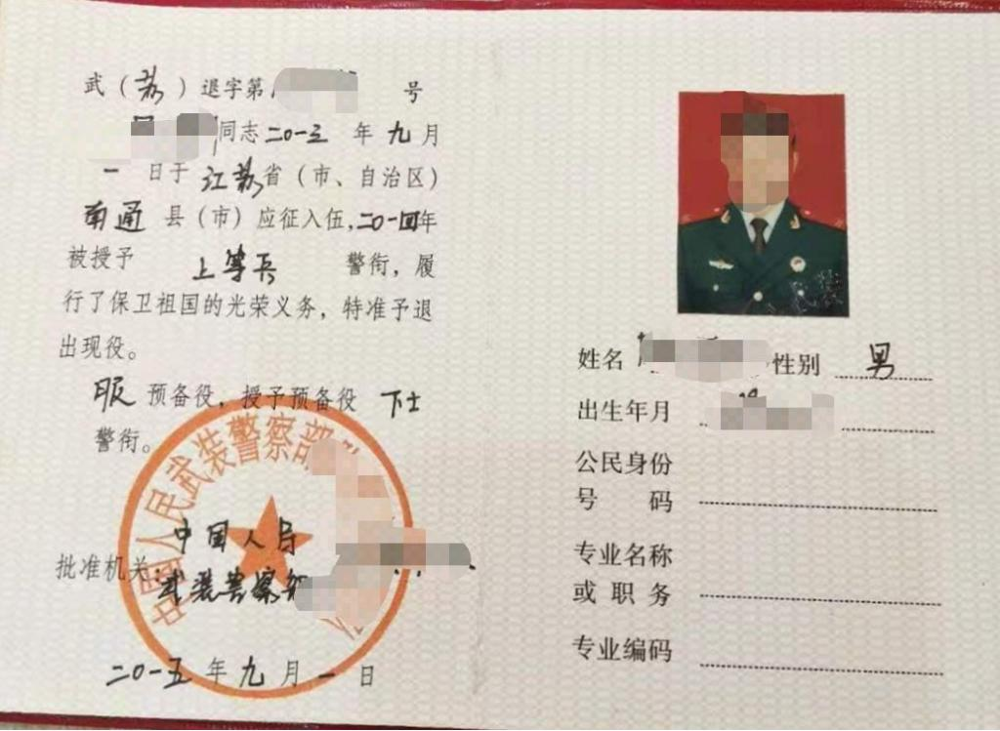 武（苏）退字第 号
同志二0一三年九月
一日于江苏省（市、自治区）
南通县（市）应征入伍，二0一四年
被授予上等兵警衔，履
行了保卫祖国的光荣义务，特准予退
出现役。
服预备役，授予预备役下士
警衔。
中国人民武装警察部
批准机关：中国人民
武装警察部
二0一五年九月一日
姓名 性别 男
出生年月
公民身份
号码
专业名称
或职务
专业编码